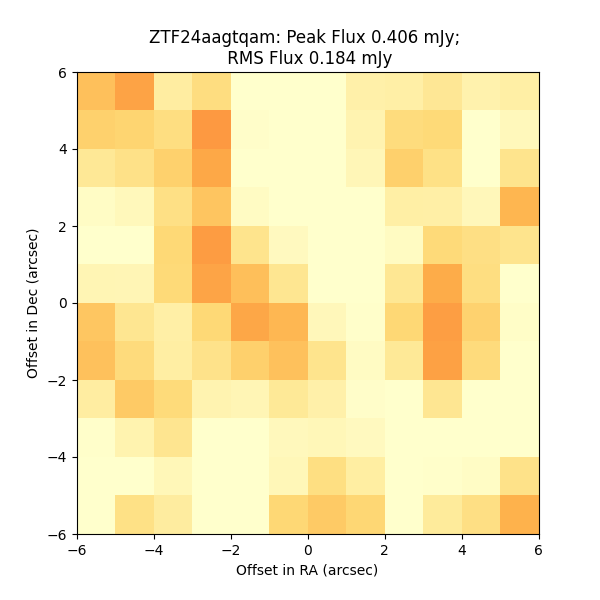 ZTF24aagtqam: Peak Flux 0.406 mJy;
RMS Flux 0.184 mJy
6
4
2
0
−2
−4
−6
Offset in Dec (arcsec)
−6 −4 −2 0 2 4 6
Offset in RA (arcsec)